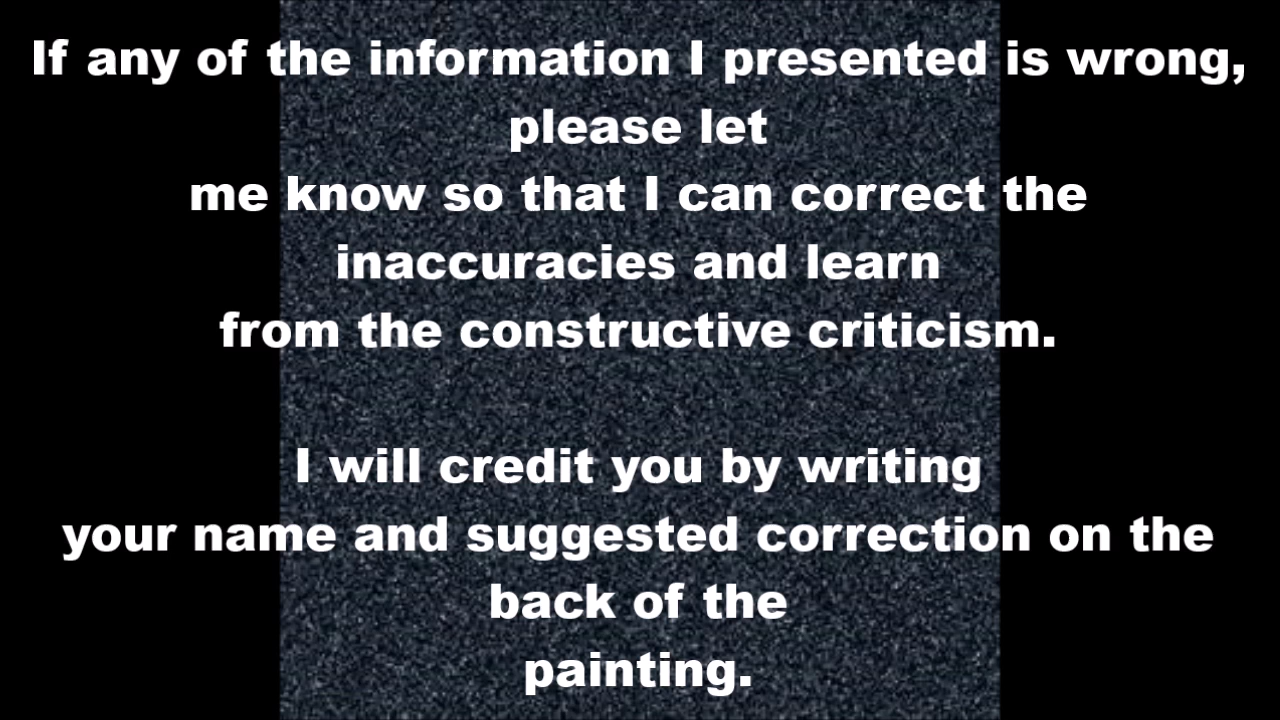 If any of the information I presented is wrong,
please let
me know so that I can correct the
inaccuracies and learn
from the constructive criticism.
I will credit you by writing
your name and suggested correction on the
back of the
painting.